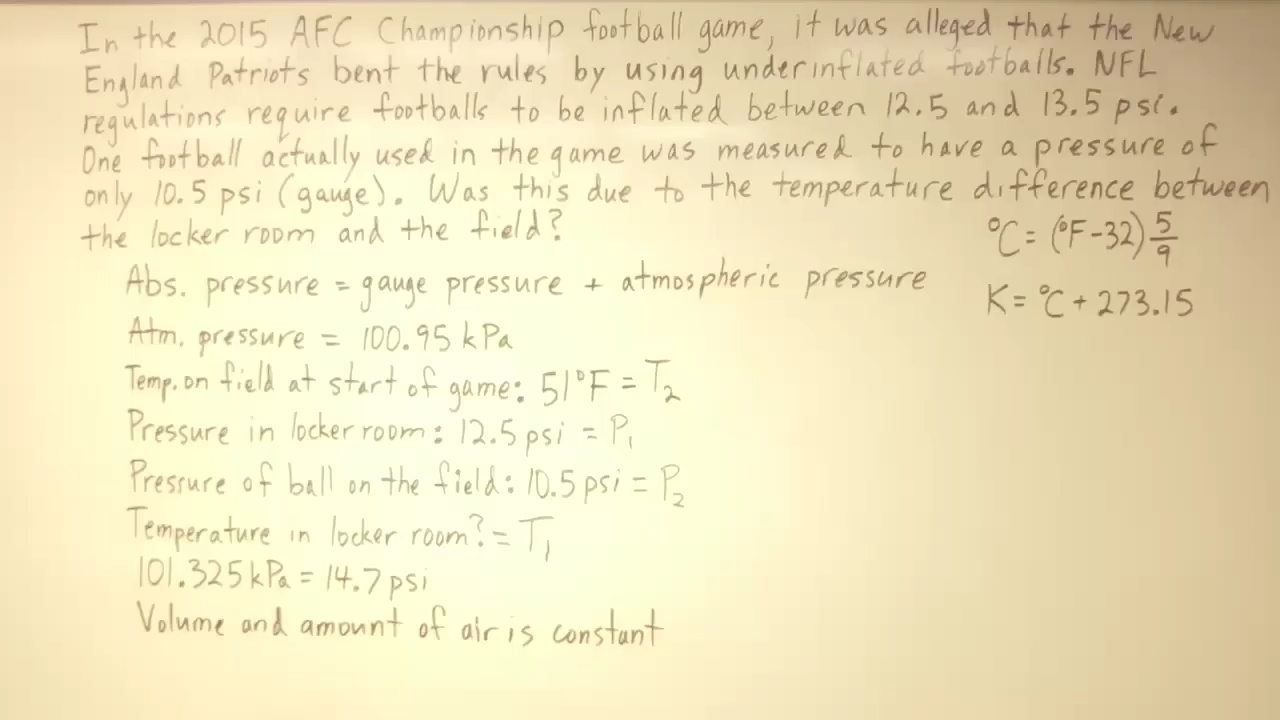 In the 2015 AFC Championship football game, it was alleged that the New
England Patriots bent the rules by using underinflated footballs. NFL
regulations require footballs to be inflated between 12.5 and 13.5 psi.
One football actually used in the game was measured to have a pressure of
only 10.5 psi (gauge). Was this due to the temperature difference between
the locker room and the field?
°C = (°F-32) 5/9
Abs. pressure = gauge pressure + atmospheric pressure
K = °C + 273.15
Atm. pressure = 100.95 kPa
Temp. on field at start of game: 51°F = T₂
Pressure in locker room: 12.5 psi = P₁
Pressure of ball on the field: 10.5 psi = P₂
Temperature in locker room? = T₁
101.325 kPa = 14.7 psi
Volume and amount of air is constant